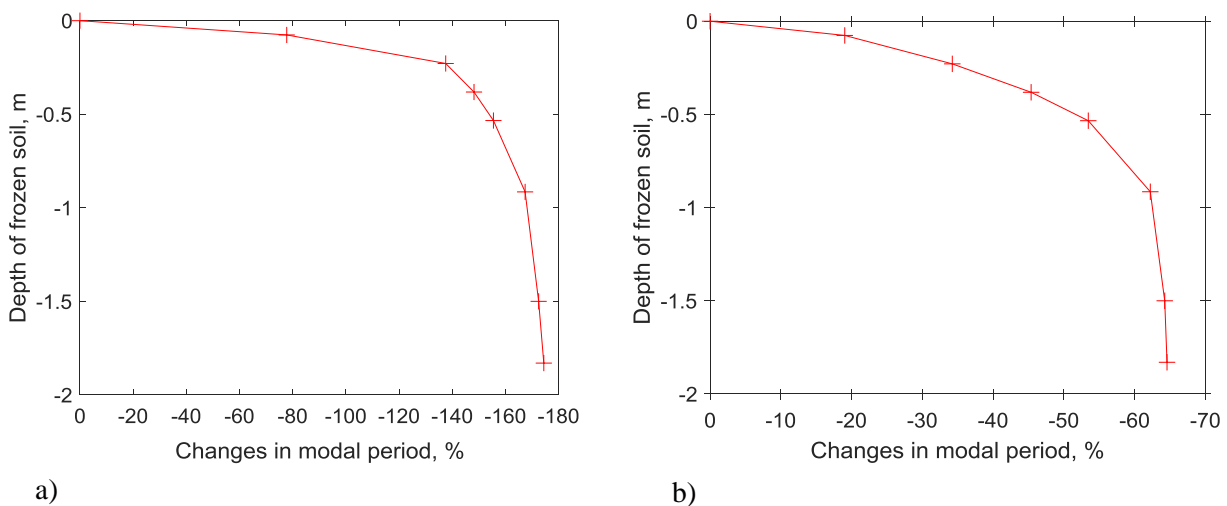 0
-0.5
-1
-1.5
-2
Depth of frozen soil, m
0 -20 -40 -60 -80 -100 -120 -140 -160 -180
Changes in modal period, %
a)
0
-0.5
-1
-1.5
-2
Depth of frozen soil, m
0 -10 -20 -30 -40 -50 -60 -70
Changes in modal period, %
b)